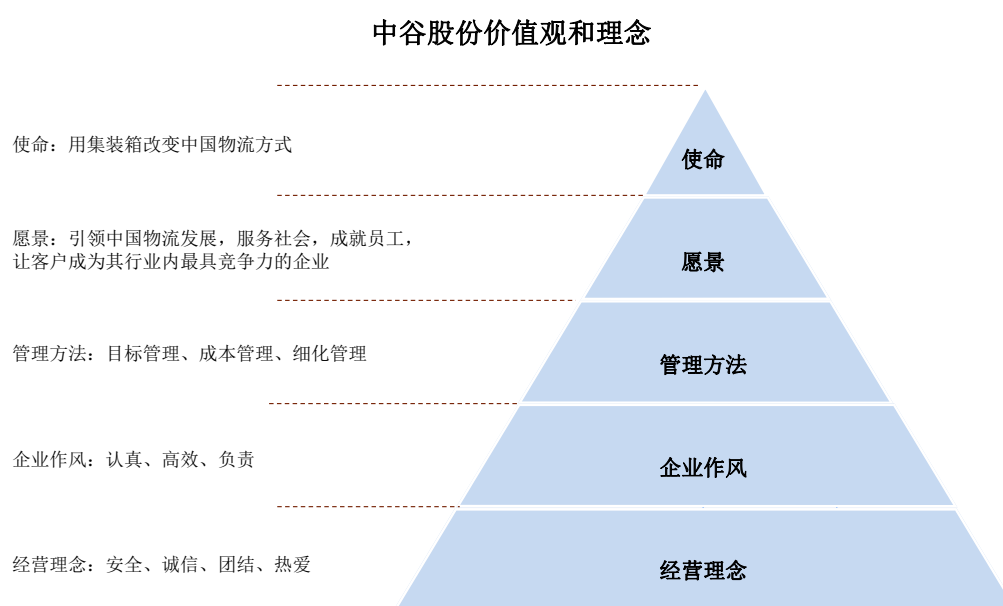 中谷股份价值观和理念
使命：用集装箱改变中国物流方式
使命
愿景：引领中国物流发展，服务社会，成就员工，
让客户成为其行业内最具竞争力的企业
愿景
管理方法：目标管理、成本管理、细化管理
管理方法
企业作风：认真、高效、负责
企业作风
经营理念：安全、诚信、团结、热爱
经营理念